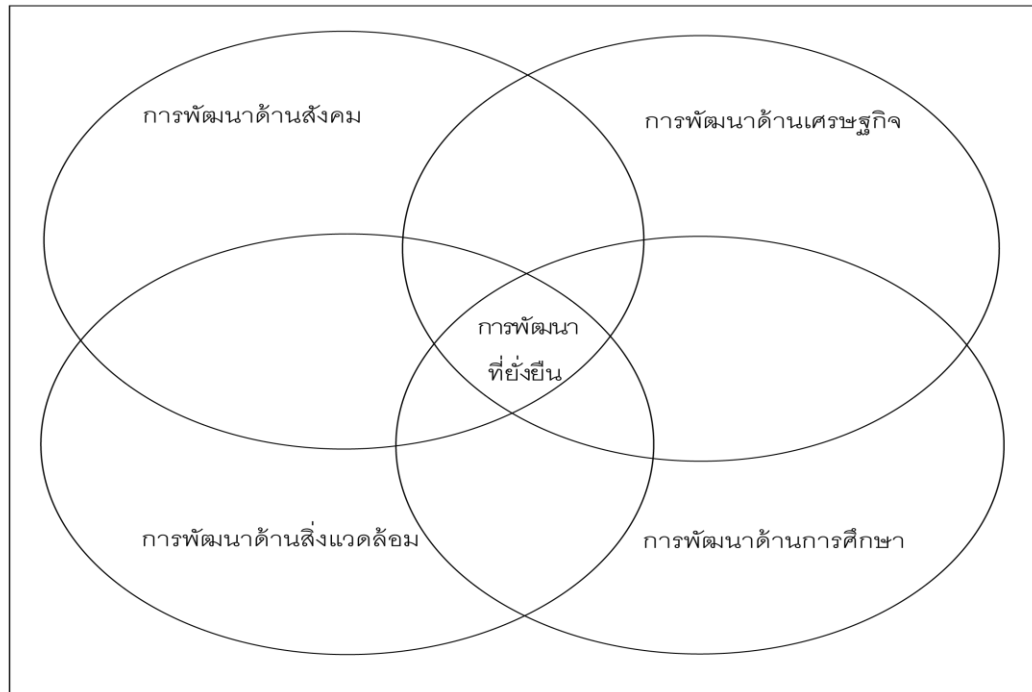 การพัฒนาด้านสังคม
การพัฒนาด้านเศรษฐกิจ
การพัฒนา
ที่ยั่งยืน
การพัฒนาด้านสิ่งแวดล้อม
การพัฒนาด้านการศึกษา